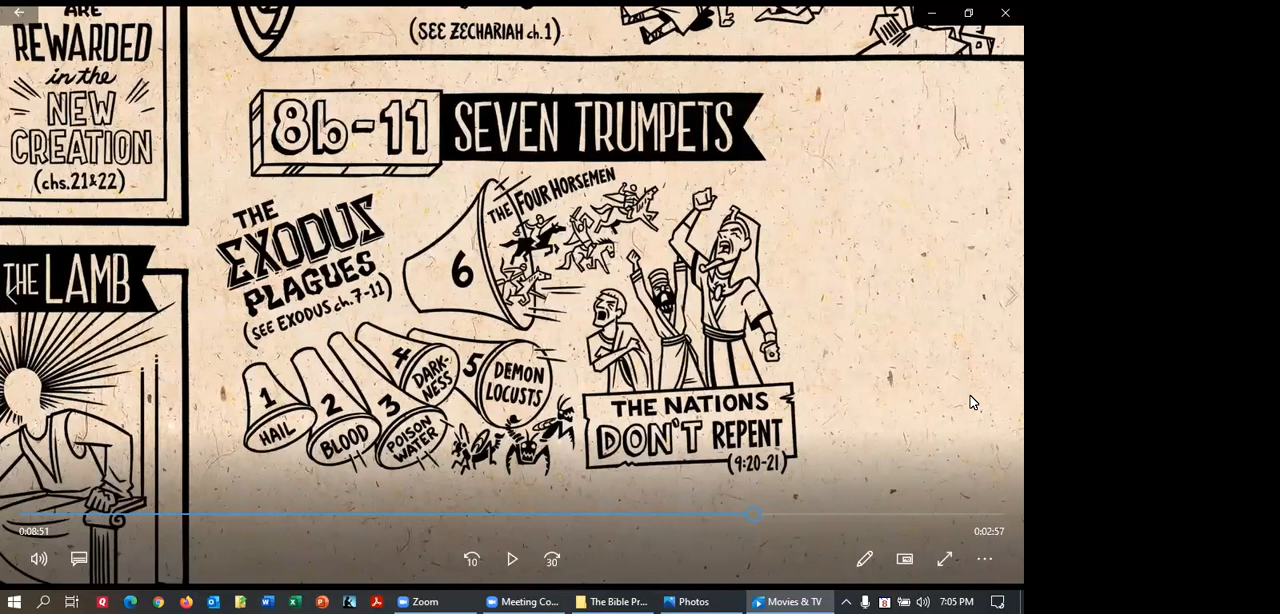 ARE
REWARDED
in the
NEW
CREATION
(chs. 21 & 22)
(SEE ZECHARIAH ch. 1)
8b-11 SEVEN TRUMPETS
THE
EXODUS
PLAGUES
(SEE EXODUS ch. 7-11)
6
THE FOUR HORSEMEN
THE LAMB
1
HAIL
2
BLOOD
3
POISON
WATER
4
DARK-
NESS
5
DEMON
LOCUSTS
THE NATIONS
DON'T REPENT
(9:20-21)
0:08:51
0:02:57
10
30
Zoom
Meeting Co...
The Bible Pr...
Photos
Movies & TV
7:05 PM